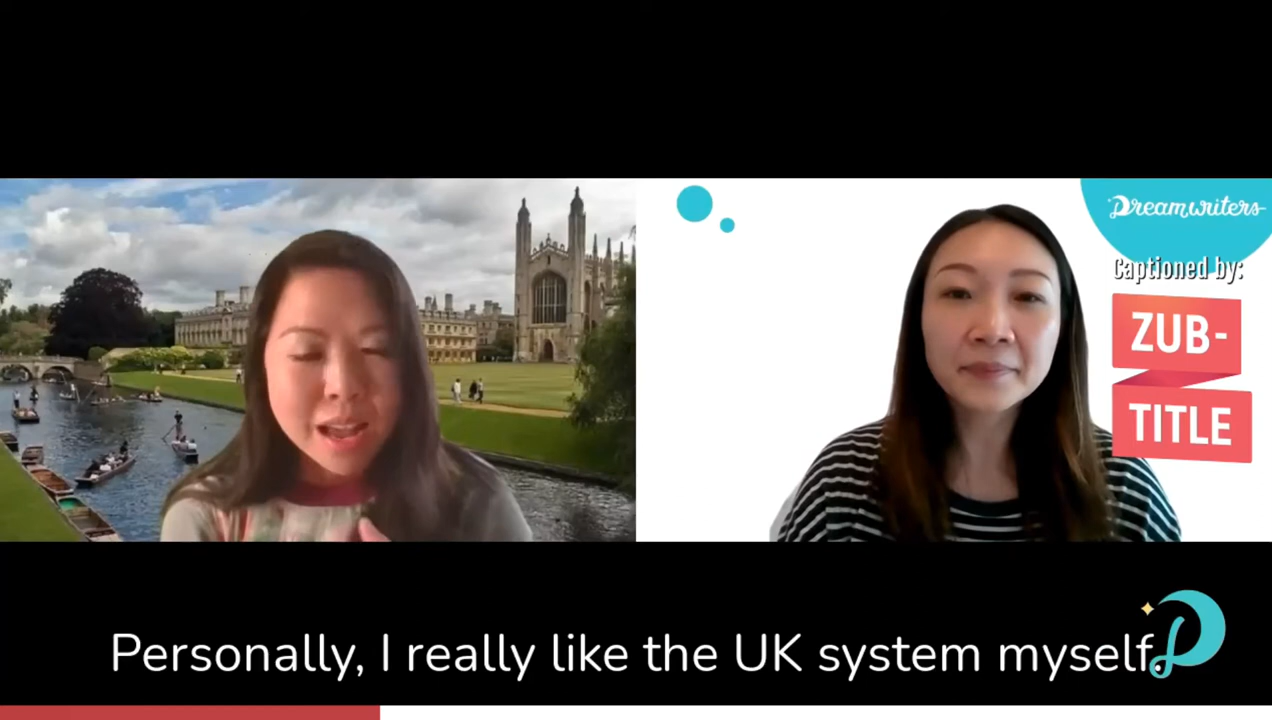 Dreamwriters
Captioned by:
ZUB-
TITLE
Personally, I really like the UK system myself.